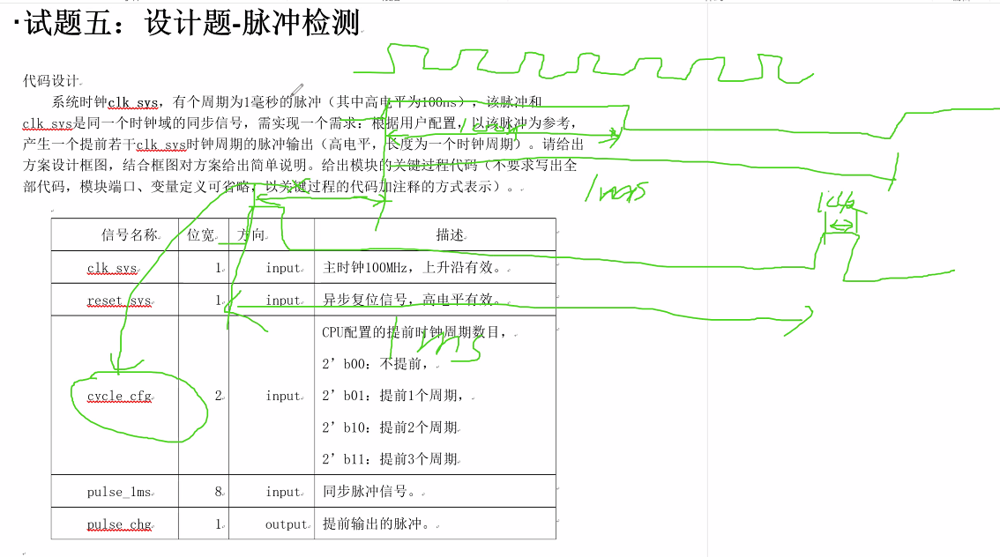 ·试题五：设计题-脉冲检测
代码设计
系统时钟clk_sys，有个周期为1毫秒的脉冲（其中高电平为100ns），该脉冲和
clk_sys是同一个时钟域的同步信号，需实现一个需求：根据用户配置，以该脉冲为参考，
产生一个提前若干clk_sys时钟周期的脉冲输出（高电平，长度为一个时钟周期）。请给出
方案设计框图，结合框图对方案给出简单说明。给出模块的关键过程代码（不要求写出全
部代码，模块端口、变量定义可省略，以关键过程的代码加注释的方式表示）。
信号名称 位宽 方向 描述
clk_sys 1 input 主时钟100MHz，上升沿有效。
reset_sys 1 input 异步复位信号，高电平有效。
CPU配置的提前时钟周期数目，
2’b00：不提前，
cycle_cfg 2 input 2’b01：提前1个周期，
2’b10：提前2个周期
2’b11：提前3个周期
pulse_1ms 8 input 同步脉冲信号。
pulse_chg 1 output 提前输出的脉冲。
1ms
1ms